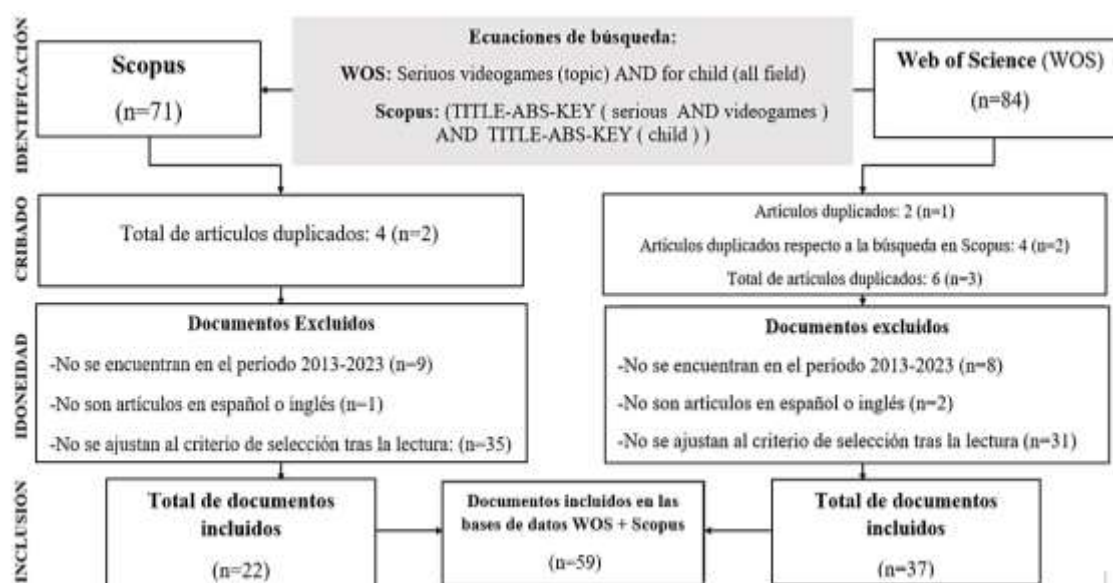 IDENTIFICACIÓN
Scopus
(n=71)
Ecuaciones de búsqueda:
WOS: Seriuos videogames (topic) AND for child (all field)
Scopus: (TITLE-ABS-KEY ( serious AND videogames )
AND TITLE-ABS-KEY ( child ) )
Web of Science (WOS)
(n=84)
CRIBADO
Total de artículos duplicados: 4 (n=2)
Artículos duplicados: 2 (n=1)
Artículos duplicados respecto a la búsqueda en Scopus: 4 (n=2)
Total de artículos duplicados: 6 (n=3)
IDONEIDAD
Documentos Excluidos
-No se encuentran en el período 2013-2023 (n=9)
-No son artículos en español o inglés (n=1)
-No se ajustan al criterio de selección tras la lectura: (n=35)
Documentos excluidos
-No se encuentran en el período 2013-2023 (n=8)
-No son artículos en español o inglés (n=2)
-No se ajustan al criterio de selección tras la lectura (n=31)
INCLUSIÓN
Total de documentos
incluidos
(n=22)
Documentos incluidos en las
bases de datos WOS + Scopus
(n=59)
Total de documentos
incluidos
(n=37)